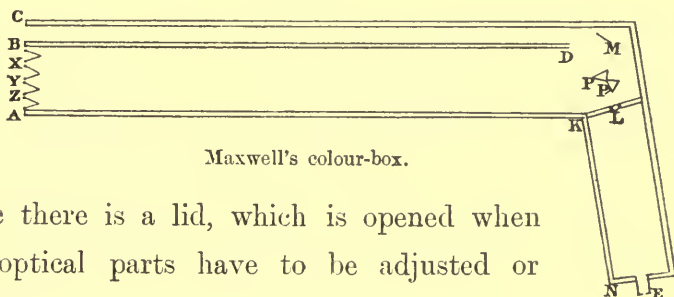 C
B
X
Y
Z
A
D
M
P
P
K
L
Maxwell's colour-box.
there is a lid, which is opened when
optical parts have to be adjusted or
N
E